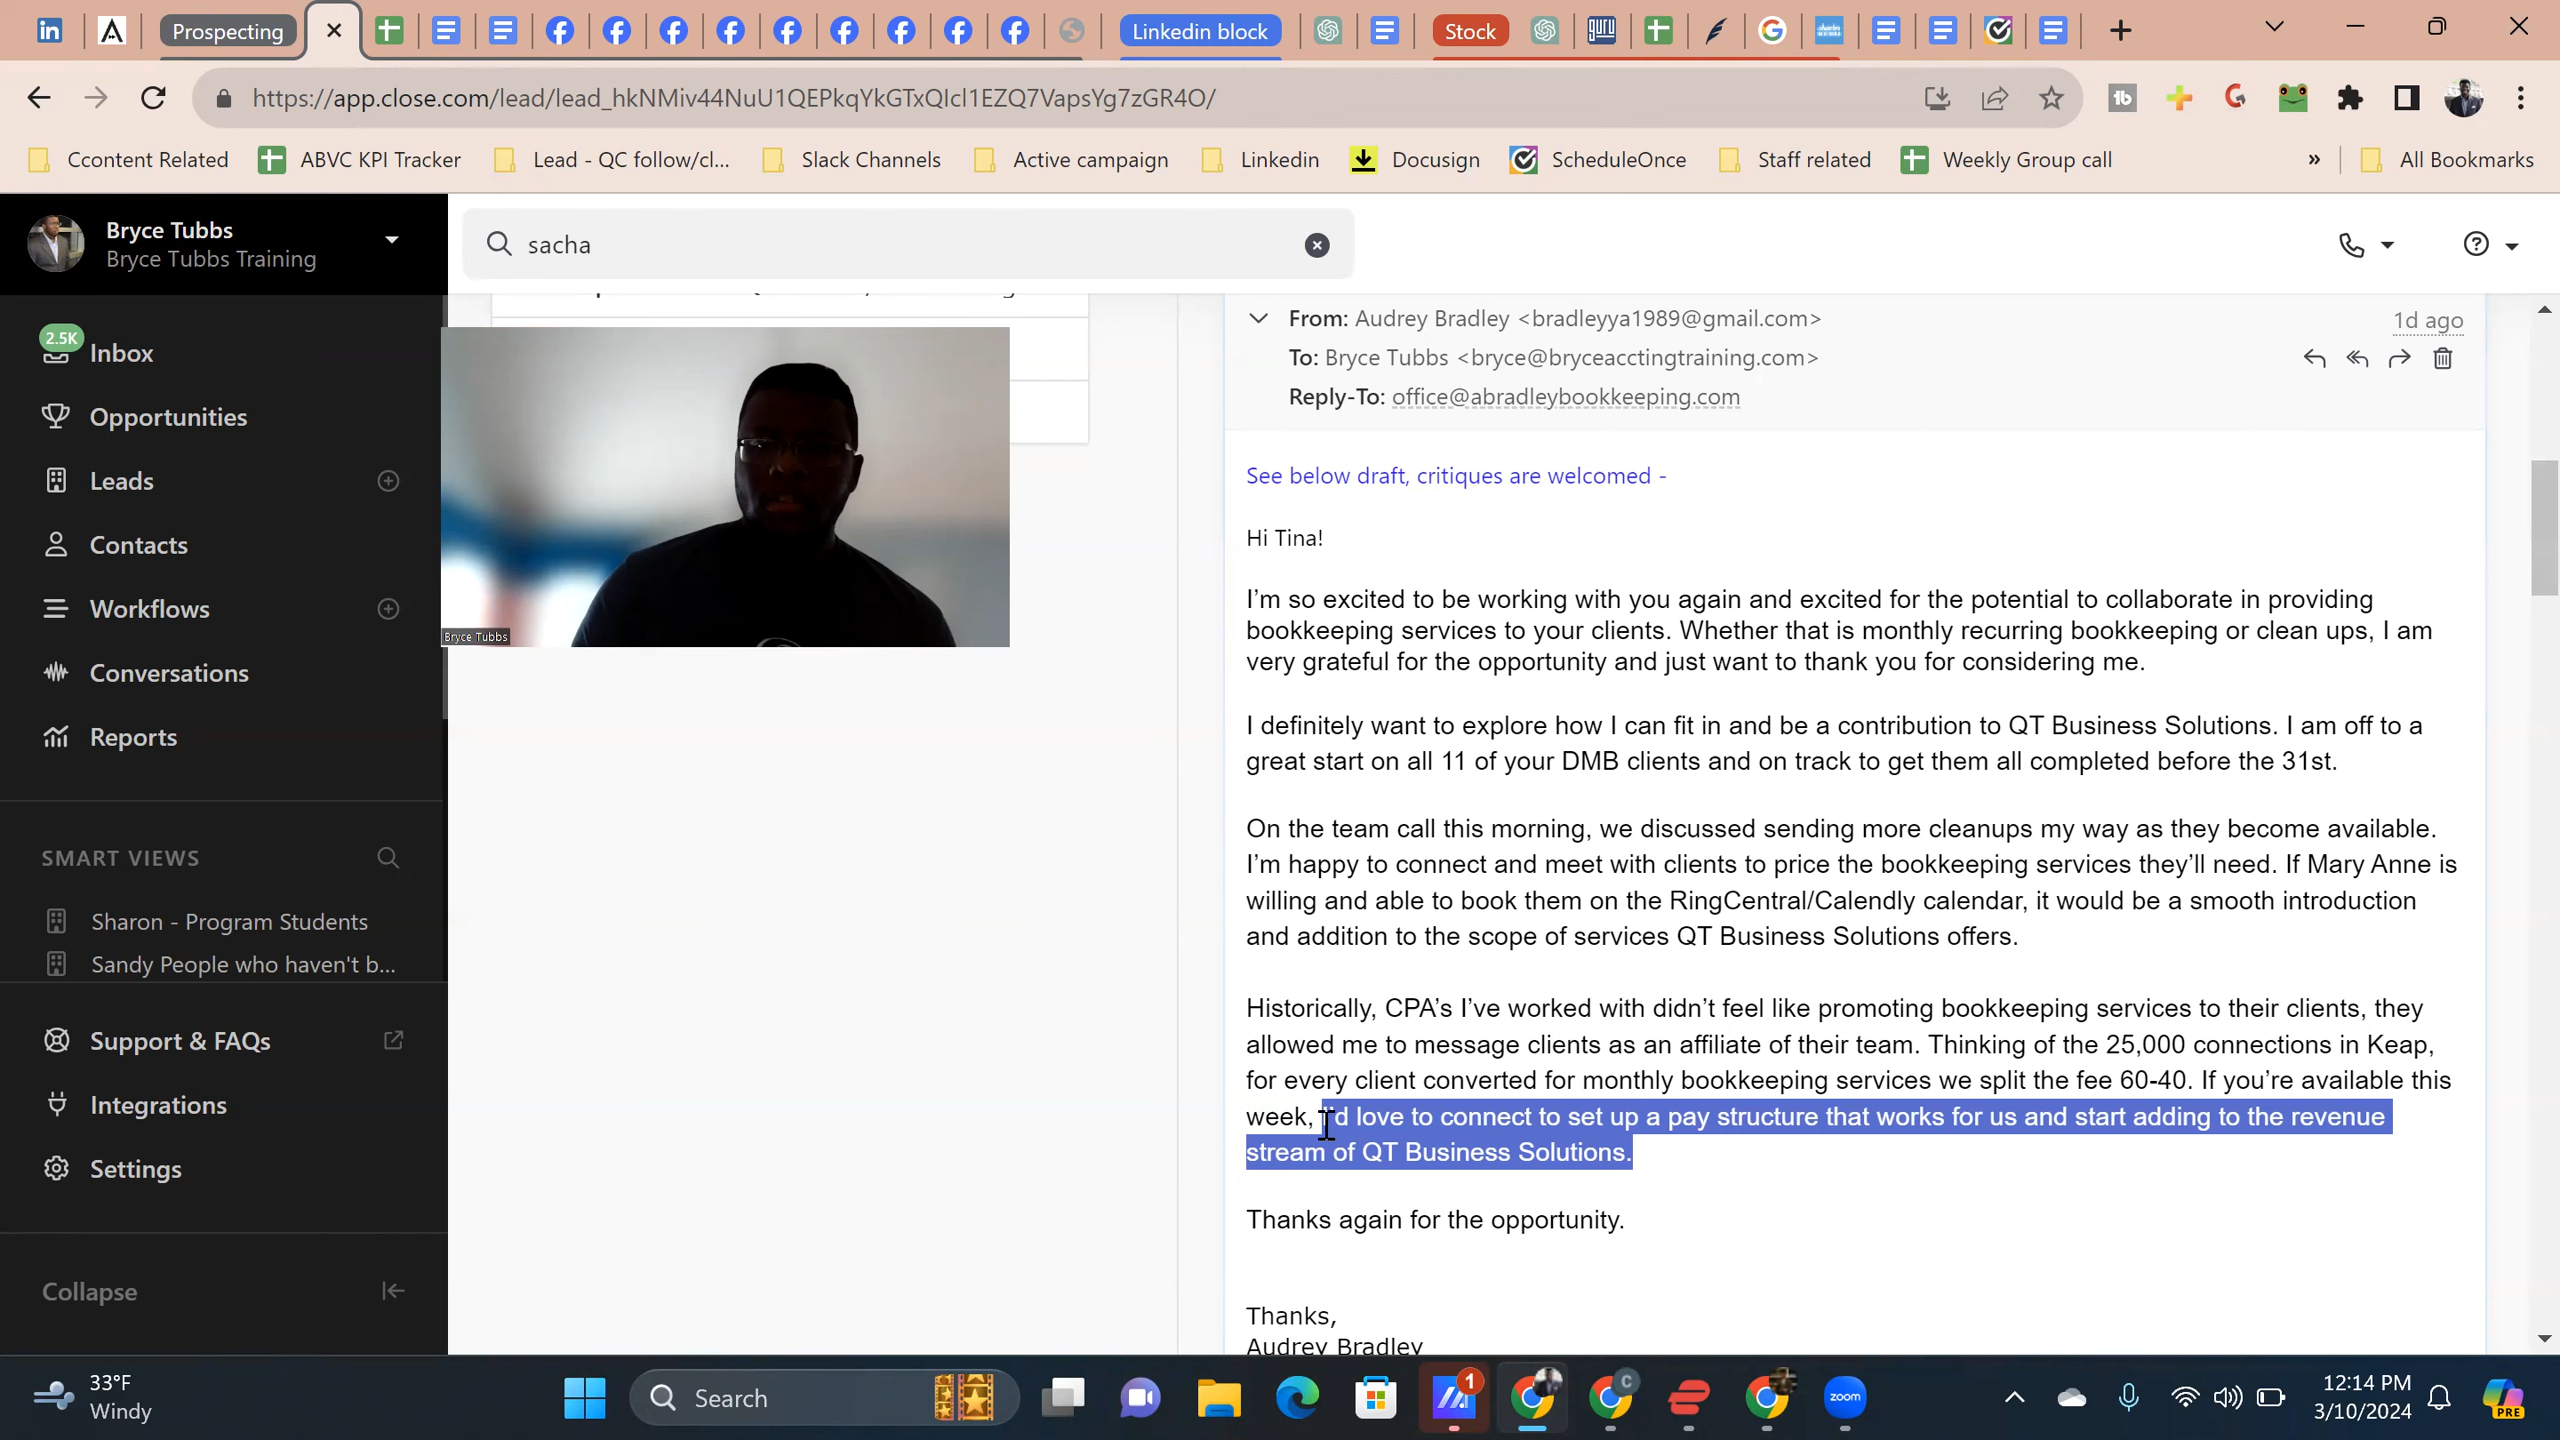 Prospecting
Linkedin block
Stock
guru
https://app.close.com/lead/lead_hkNMiv44NuU1QEPkqYkGTxQIcl1EZQ7VapsYg7zGR4O/
Ccontent Related
ABVC KPI Tracker
Lead - QC follow/cl...
Slack Channels
Active campaign
Linkedin
Docusign
ScheduleOnce
Staff related
Weekly Group call
»
All Bookmarks
Bryce Tubbs
Bryce Tubbs Training
sacha
2.5K
Inbox
Opportunities
Leads
Contacts
Workflows
Conversations
Reports
SMART VIEWS
Sharon - Program Students
Sandy People who haven't b...
Support & FAQs
Integrations
Settings
Collapse
Bryce Tubbs
From: Audrey Bradley <bradleyya1989@gmail.com>
1d ago
To: Bryce Tubbs <bryce@bryceacctingtraining.com>
Reply-To: office@abradleybookkeeping.com
See below draft, critiques are welcomed -
Hi Tina!
I'm so excited to be working with you again and excited for the potential to collaborate in providing
bookkeeping services to your clients. Whether that is monthly recurring bookkeeping or clean ups, I am
very grateful for the opportunity and just want to thank you for considering me.
I definitely want to explore how I can fit in and be a contribution to QT Business Solutions. I am off to a
great start on all 11 of your DMB clients and on track to get them all completed before the 31st.
On the team call this morning, we discussed sending more cleanups my way as they become available.
I'm happy to connect and meet with clients to price the bookkeeping services they'll need. If Mary Anne is
willing and able to book them on the RingCentral/Calendly calendar, it would be a smooth introduction
and addition to the scope of services QT Business Solutions offers.
Historically, CPA's I've worked with didn't feel like promoting bookkeeping services to their clients, they
allowed me to message clients as an affiliate of their team. Thinking of the 25,000 connections in Keap,
for every client converted for monthly bookkeeping services we split the fee 60-40. If you're available this
week, I'd love to connect to set up a pay structure that works for us and start adding to the revenue
stream of QT Business Solutions.
Thanks again for the opportunity.
Thanks,
Audrey Bradley
33°F
Windy
Search
1
C
zoom
12:14 PM
3/10/2024
PRE